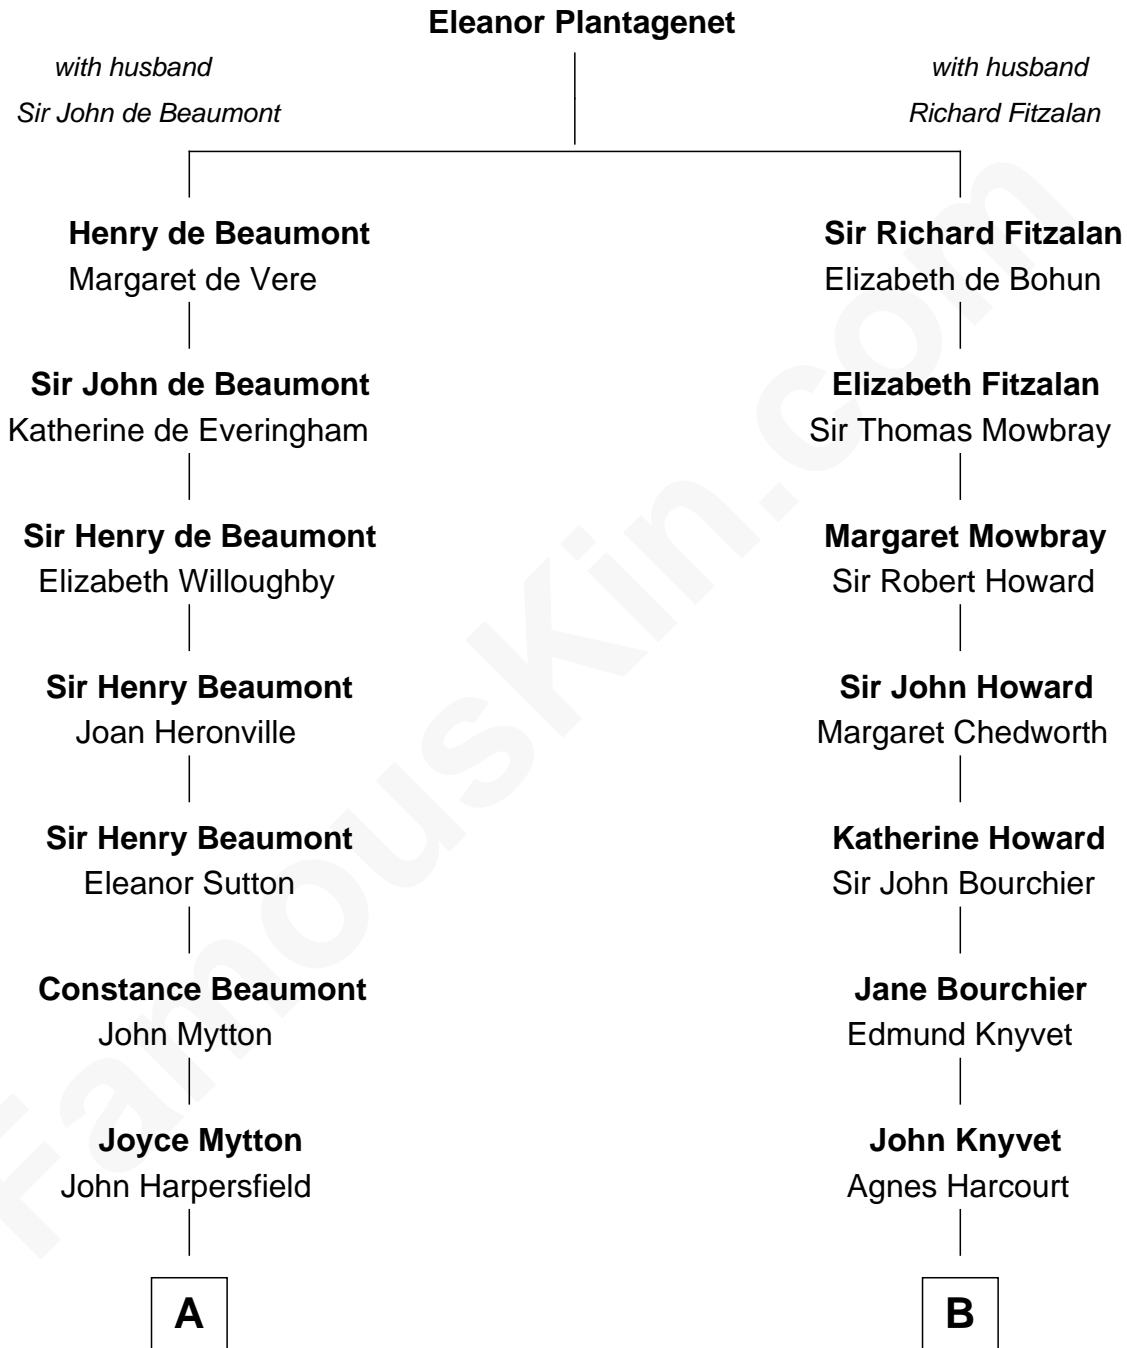 Eleanor Plantagenet
with husband
Sir John de Beaumont
with husband
Richard Fitzalan
Henry de Beaumont
Margaret de Vere
Sir Richard Fitzalan
Elizabeth de Bohun
Sir John de Beaumont
Katherine de Everingham
Elizabeth Fitzalan
Sir Thomas Mowbray
Sir Henry de Beaumont
Elizabeth Willoughby
Margaret Mowbray
Sir Robert Howard
Sir Henry Beaumont
Joan Heronville
Sir John Howard
Margaret Chedworth
Sir Henry Beaumont
Eleanor Sutton
Katherine Howard
Sir John Bourchier
Constance Beaumont
John Mytton
Jane Bourchier
Edmund Knyvet
Joyce Mytton
John Harpersfield
John Knyvet
Agnes Harcourt
A
B
FamousKin.com